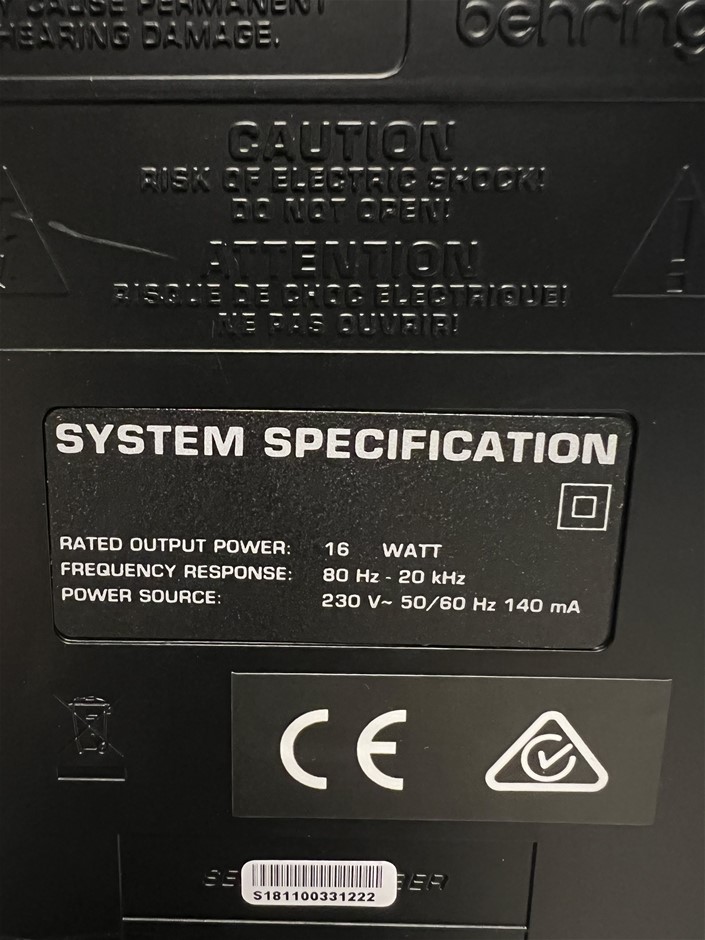 CAUSE PERMANENT
HEARING DAMAGE.
behring
CAUTION
RISK OF ELECTRIC SHOCK!
DO NOT OPEN!
ATTENTION
RISQUE DE CHOC ELECTRIQUE!
NE PAS OUVRIR!
SYSTEM SPECIFICATION
RATED OUTPUT POWER: 16 WATT
FREQUENCY RESPONSE: 80 Hz - 20 kHz
POWER SOURCE: 230 V~ 50/60 Hz 140 mA
CE
S181100331222